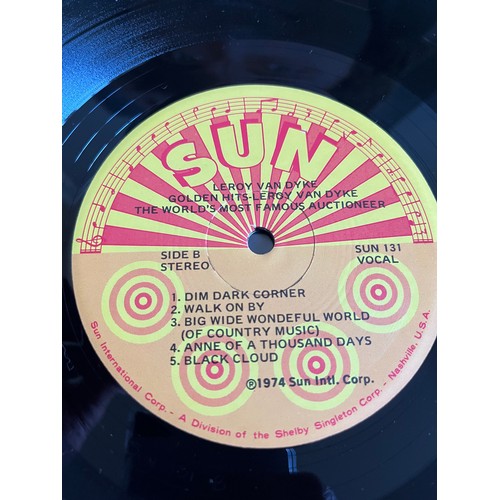 SUN
LEROY VAN DYKE
GOLDEN HITS-LEROY VAN DYKE
THE WORLD'S MOST FAMOUS AUCTIONEER
SIDE B
STEREO
SUN 131
VOCAL
1. DIM DARK CORNER
2. WALK ON BY
3. BIG WIDE WONDEFUL WORLD
(OF COUNTRY MUSIC)
4. ANNE OF A THOUSAND DAYS
5. BLACK CLOUD
℗1974 Sun Intl. Corp.
Sun International Corp. - A Division of the Shelby Singleton Corp. - Nashville, U.S.A.